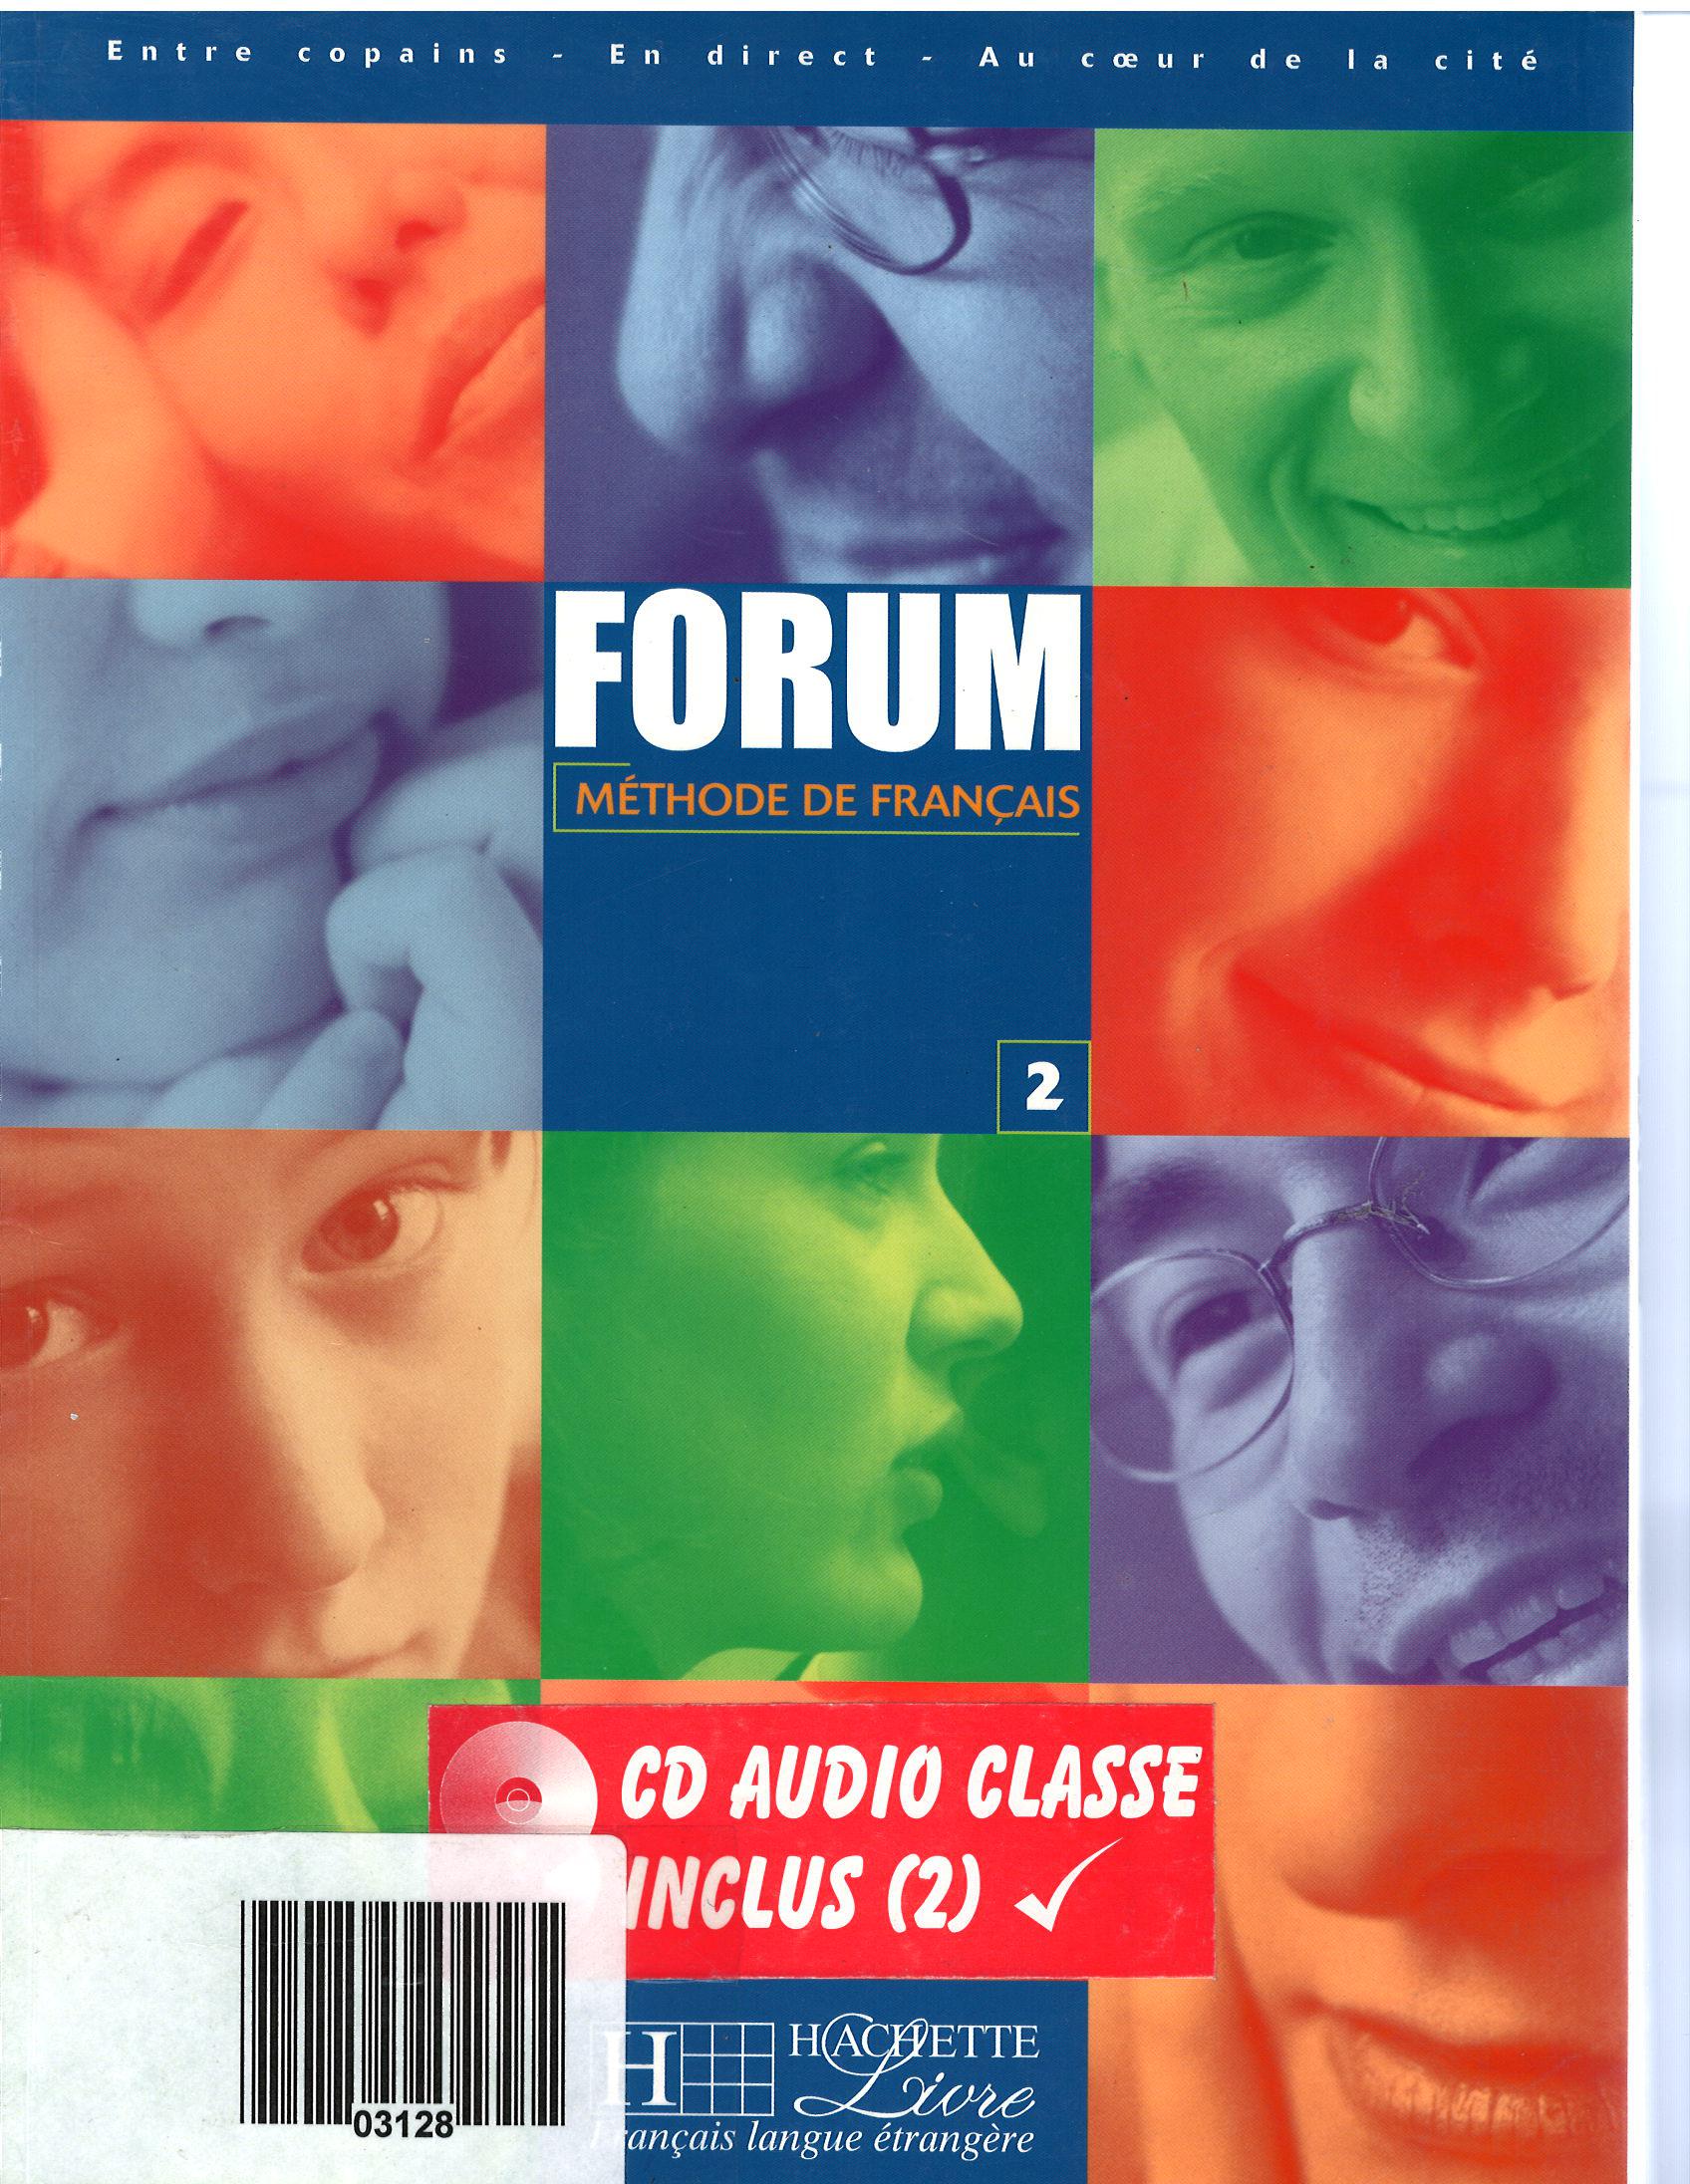 Entre copains - En direct - Au cœur de la cité
FORUM
MÉTHODE DE FRANÇAIS
2
CD AUDIO CLASSE
INCLUS (2)
03128
H
HACHETTE
Livre
rançais langue étrangère